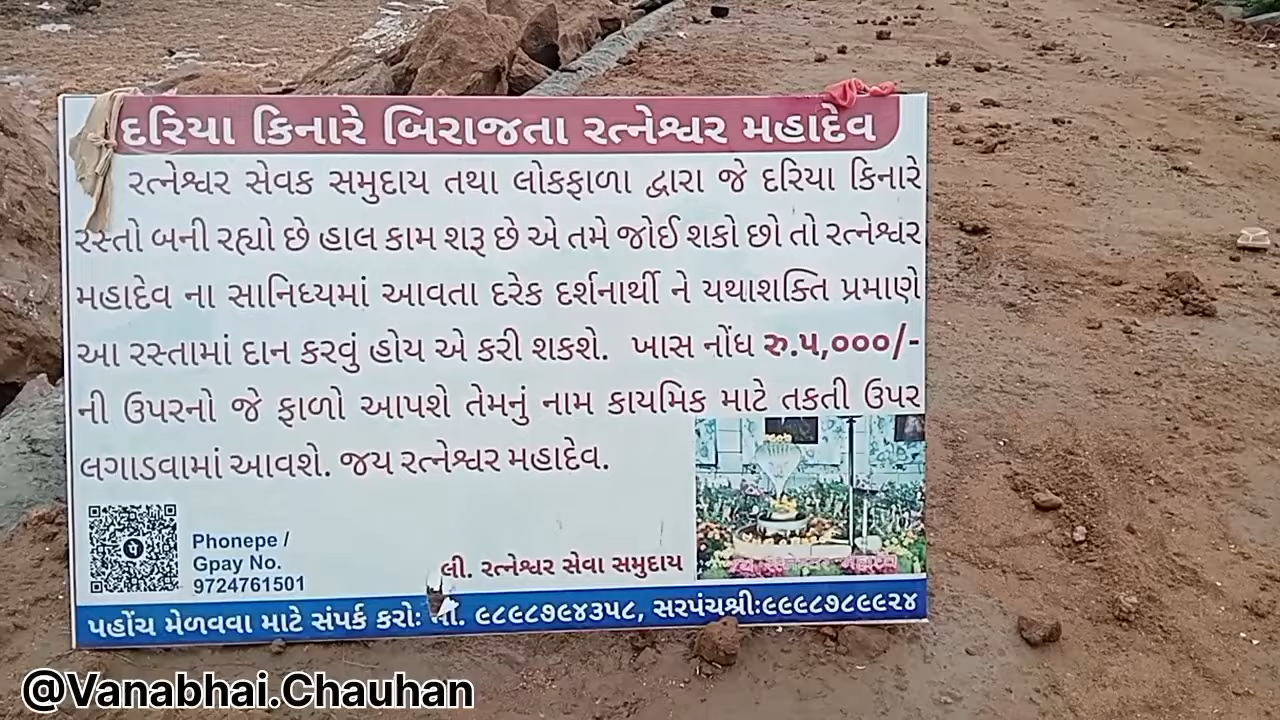 દરિયા કિનારે બિરાજતા રત્નેશ્વર મહાદેવ
રત્નેશ્વર સેવક સમુદાય તથા લોકફાળા દ્વારા જે દરિયા કિનારે
રસ્તો બની રહ્યો છે હાલ કામ શરૂ છે એ તમે જોઈ શકો છો તો રત્નેશ્વર
મહાદેવ ના સાનિધ્યમાં આવતા દરેક દર્શનાર્થી ને યથાશક્તિ પ્રમાણે
આ રસ્તામાં દાન કરવું હોય એ કરી શકશે. ખાસ નોંધ રુ.૫,૦૦૦/-
ની ઉપરનો જે ફાળો આપશે તેમનું નામ કાયમિક માટે તકતી ઉપર
લગાડવામાં આવશે. જય રત્નેશ્વર મહાદેવ.
Phonepe /
Gpay No.
9724761501
લી. રત્નેશ્વર સેવા સમુદાય
પહોંચ મેળવવા માટે સંપર્ક કરોઃ મો. ૯૮૯૮૭૯૪૩૫૮, સરપંચશ્રીઃ૯૯૯૮૭૮૯૯૨૪
@Vanabhai.Chauhan